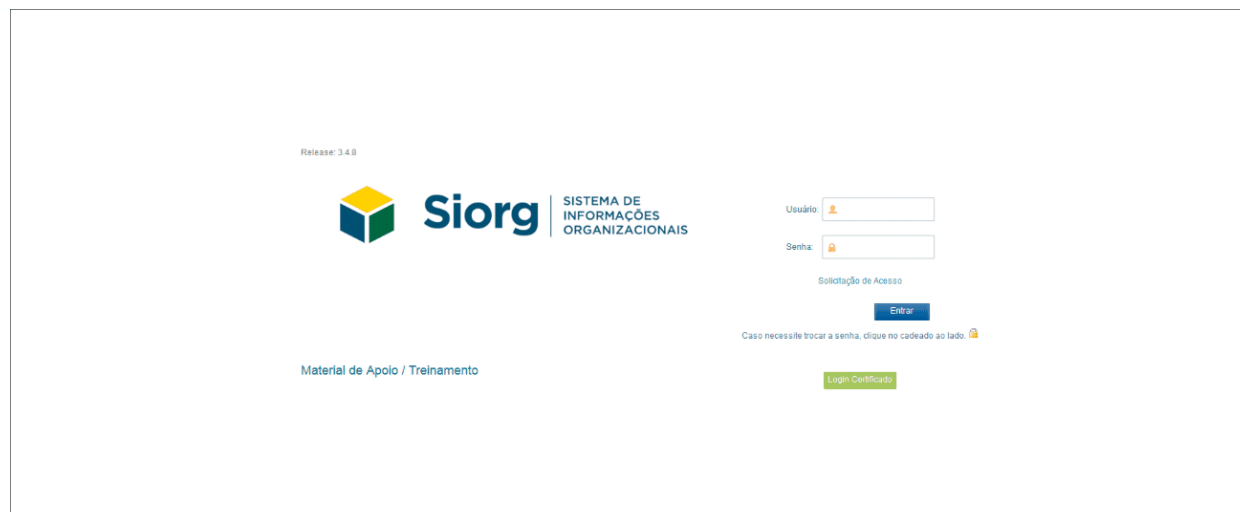 Release: 3.4.8
Siorg
SISTEMA DE
INFORMAÇÕES
ORGANIZACIONAIS
Usuário:
Senha:
Solicitação de Acesso
Entrar
Caso necessite trocar a senha, clique no cadeado ao lado.
Material de Apoio / Treinamento
Login Certificado